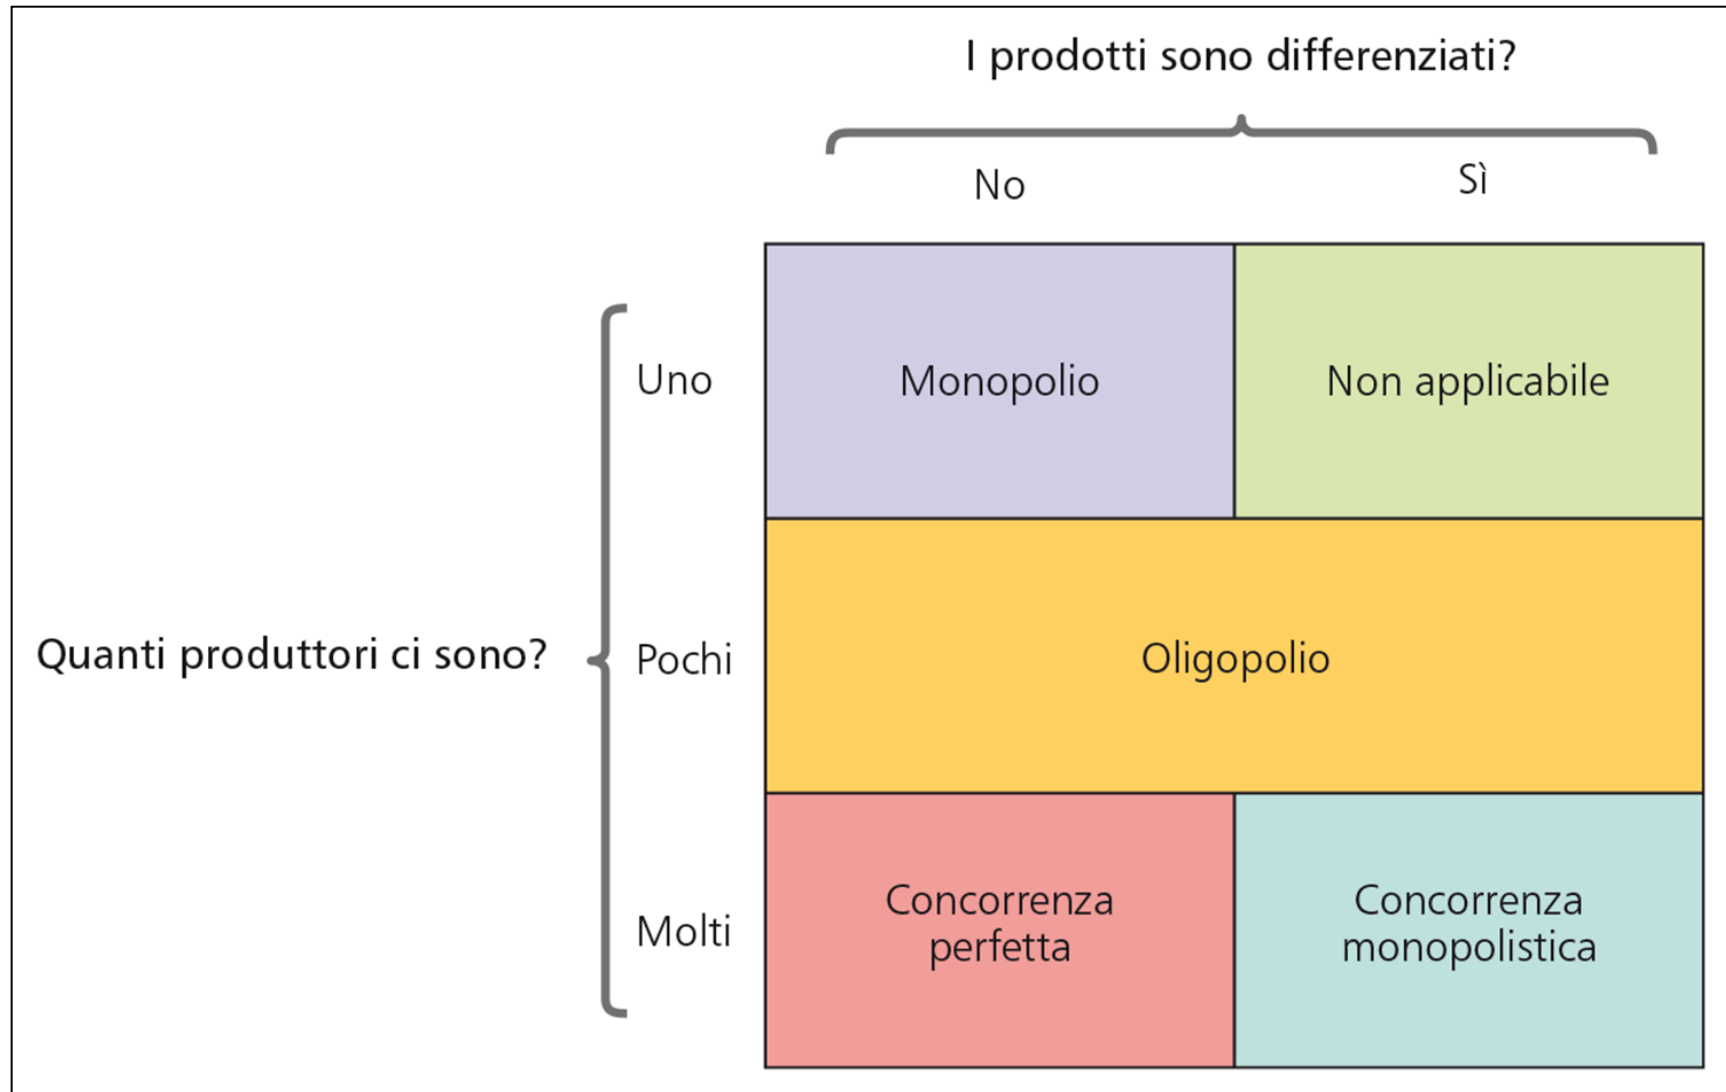 I prodotti sono differenziati?
No
Sì
Uno
Monopolio
Non applicabile
Quanti produttori ci sono?
Pochi
Oligopolio
Molti
Concorrenza
perfetta
Concorrenza
monopolistica